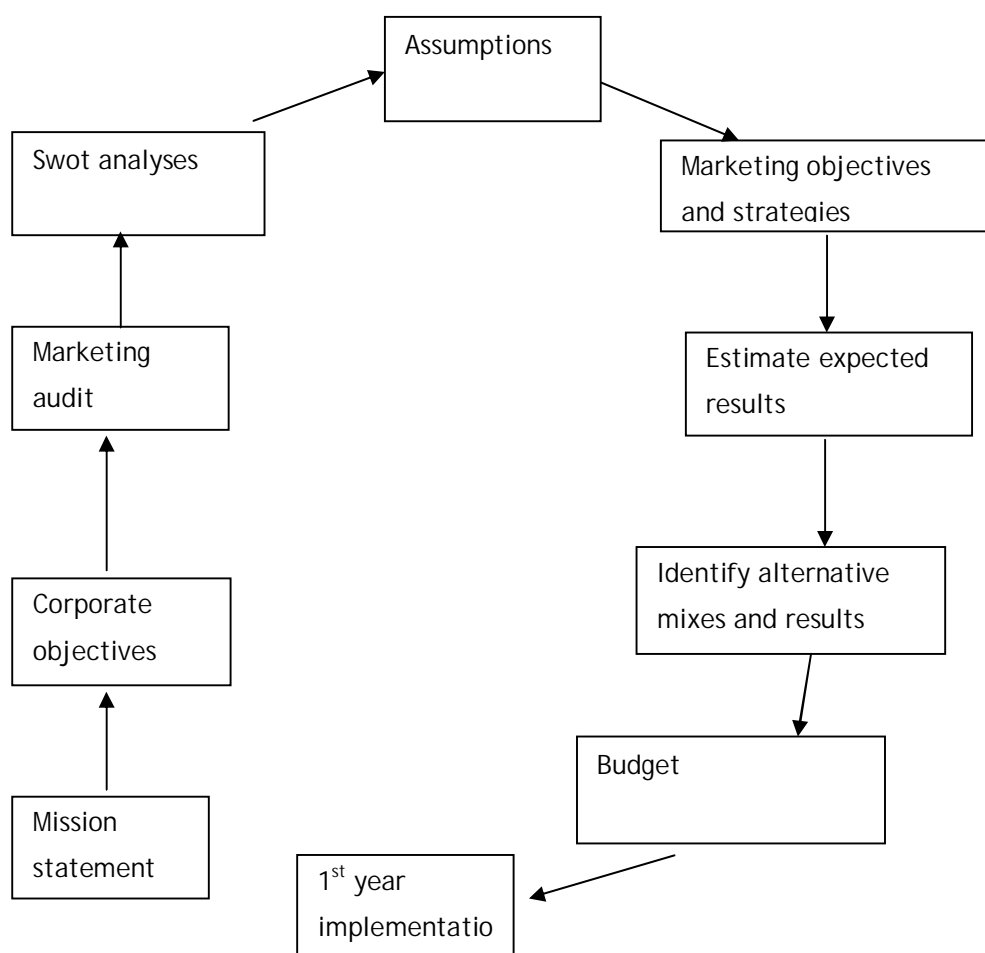 Assumptions
Swot analyses
Marketing objectives
and strategies
Marketing
audit
Estimate expected
results
Identify alternative
mixes and results
Corporate
objectives
Budget
Mission
statement
1st year
implementatio